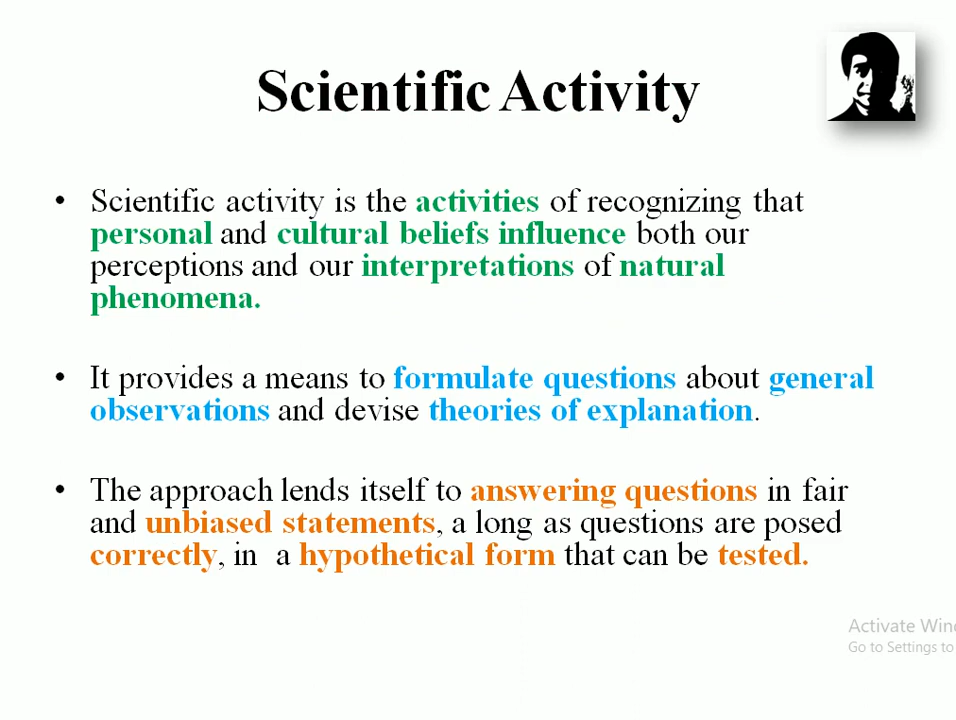 Scientific Activity
• Scientific activity is the activities of recognizing that
personal and cultural beliefs influence both our
perceptions and our interpretations of natural
phenomena.
• It provides a means to formulate questions about general
observations and devise theories of explanation.
• The approach lends itself to answering questions in fair
and unbiased statements, a long as questions are posed
correctly, in a hypothetical form that can be tested.
Activate Win
Go to Settings to